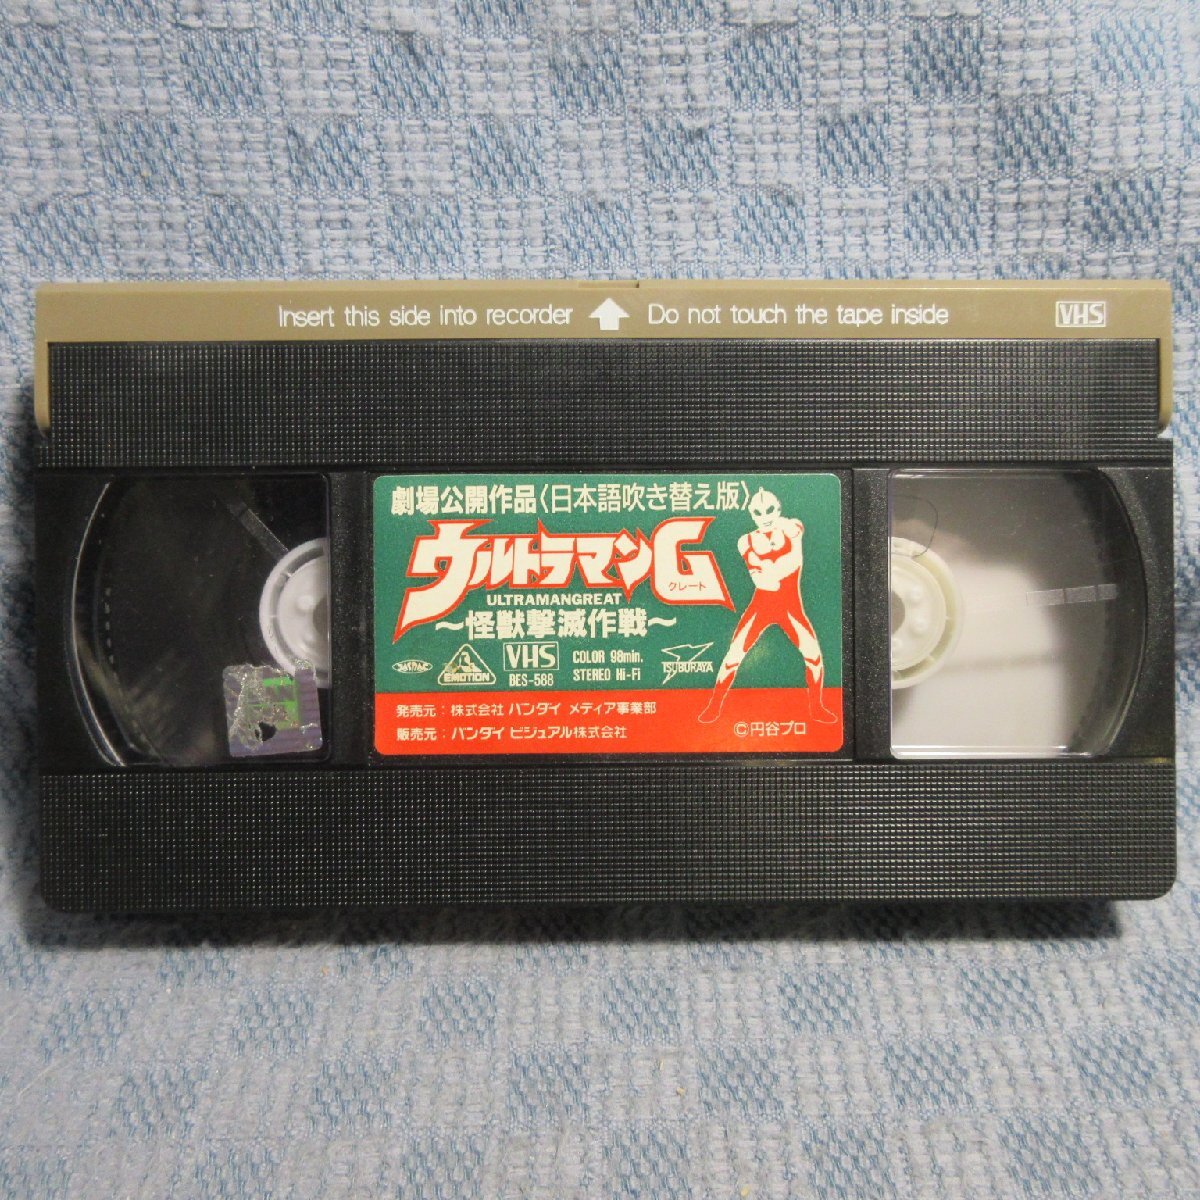 Insert this side into recorder Do not touch the tape inside VHS
劇場公開作品〈日本語吹き替え版〉
ウルトラマンG
グレート
ULTRAMANGREAT
～怪獣撃滅作戦～
EMOTION VHS COLOR 98min. TSUBURAYA
BES-588 STEREO Hi-Fi
発売元：株式会社 バンダイ メディア事業部
販売元：バンダイ ビジュアル株式会社
©円谷プロ